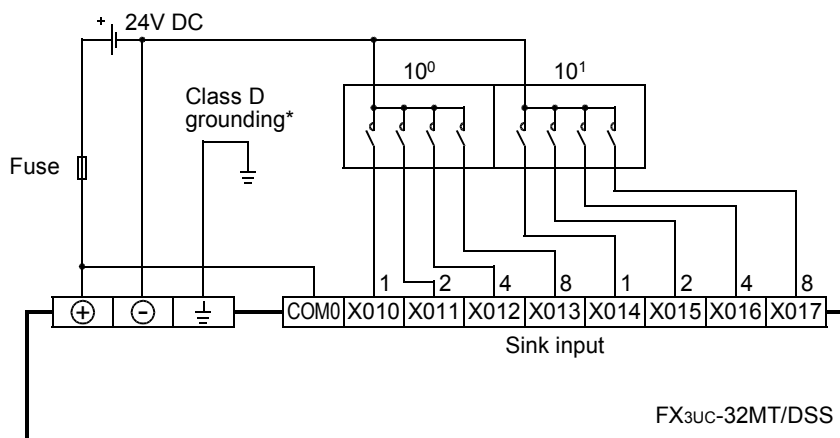 + 24V DC
10⁰ 10¹
Class D
grounding*
Fuse
1 2 4 8 1 2 4 8
+ - COM0 X010 X011 X012 X013 X014 X015 X016 X017
Sink input
FX3UC-32MT/DSS